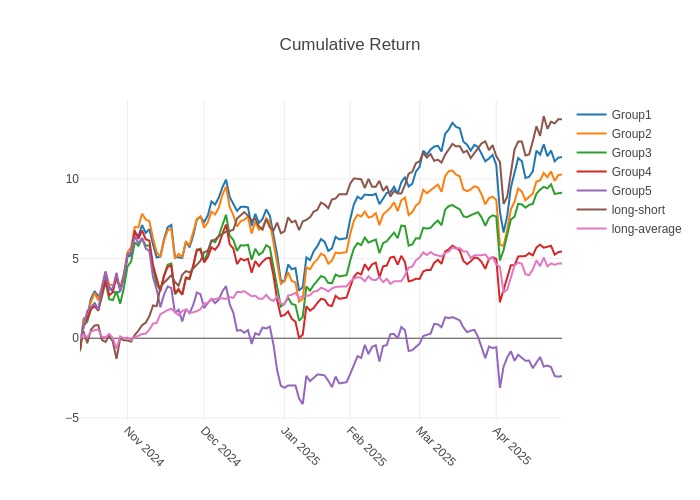 Cumulative Return
10
5
0
−5
Nov 2024
Dec 2024
Jan 2025
Feb 2025
Mar 2025
Apr 2025
Group1
Group2
Group3
Group4
Group5
long-short
long-average